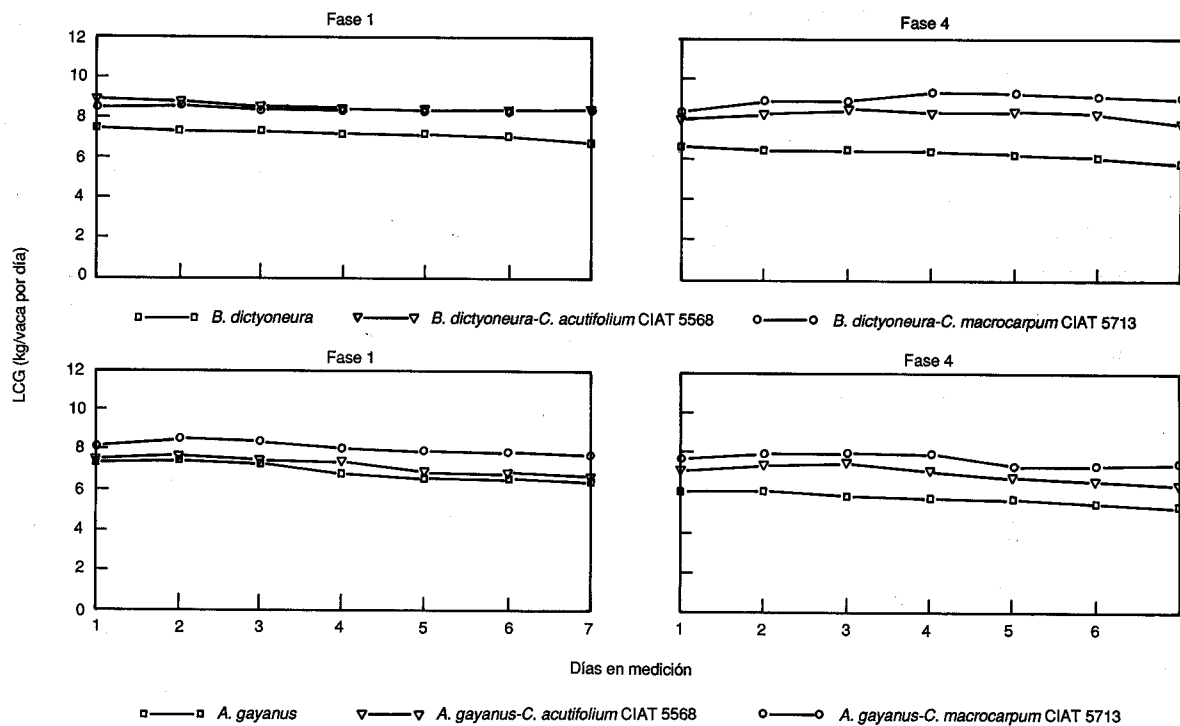 Fase 1
Fase 4
12
10
8
6
4
2
0
B. dictyoneura
B. dictyoneura-C. acutifolium CIAT 5568
B. dictyoneura-C. macrocarpum CIAT 5713
LCG (kg/vaca por día)
Fase 1
Fase 4
12
10
8
6
4
2
0
1 2 3 4 5 6 7
1 2 3 4 5 6
Días en medición
A. gayanus
A. gayanus-C. acutifolium CIAT 5568
A. gayanus-C. macrocarpum CIAT 5713